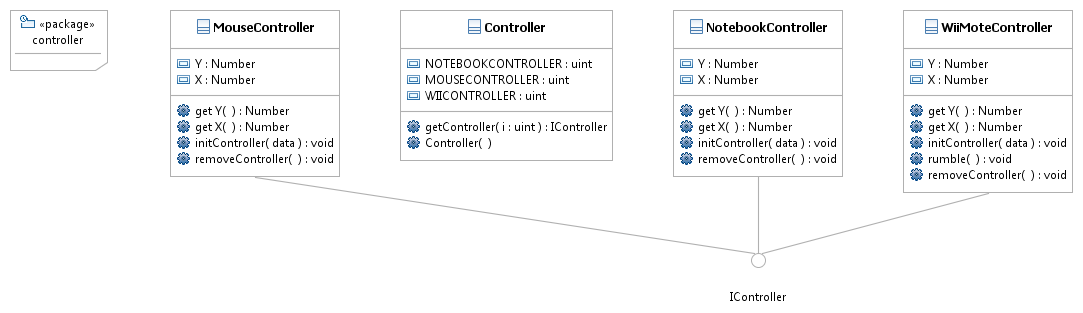 «package»
controller
MouseController
Y : Number
X : Number
get Y( ) : Number
get X( ) : Number
initController( data ) : void
removeController( ) : void
Controller
NOTEBOOKCONTROLLER : uint
MOUSECONTROLLER : uint
WIICONTROLLER : uint
getController( i : uint ) : IController
Controller( )
NotebookController
Y : Number
X : Number
get Y( ) : Number
get X( ) : Number
initController( data ) : void
removeController( ) : void
WiiMoteController
Y : Number
X : Number
get Y( ) : Number
get X( ) : Number
initController( data ) : void
rumble( ) : void
removeController( ) : void
IController